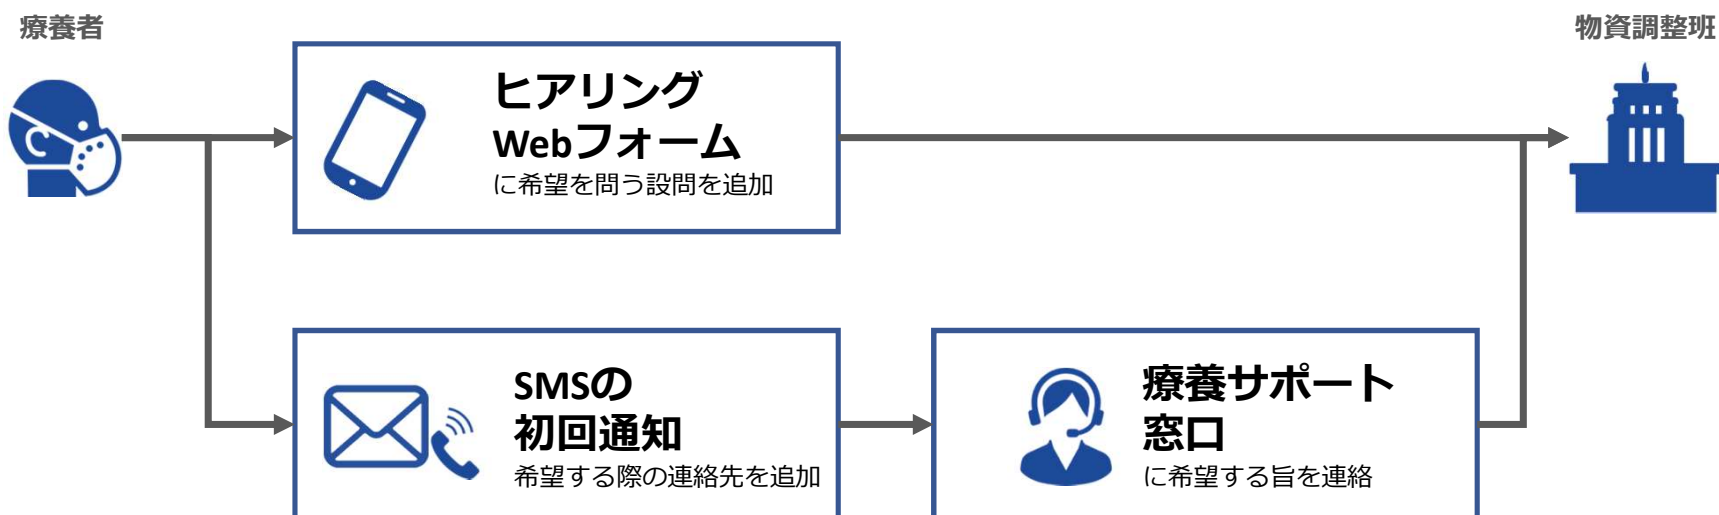 療養者
物資調整班
ヒアリング
Webフォーム
に希望を問う設問を追加
SMSの
初回通知
希望する際の連絡先を追加
療養サポート
窓口
に希望する旨を連絡